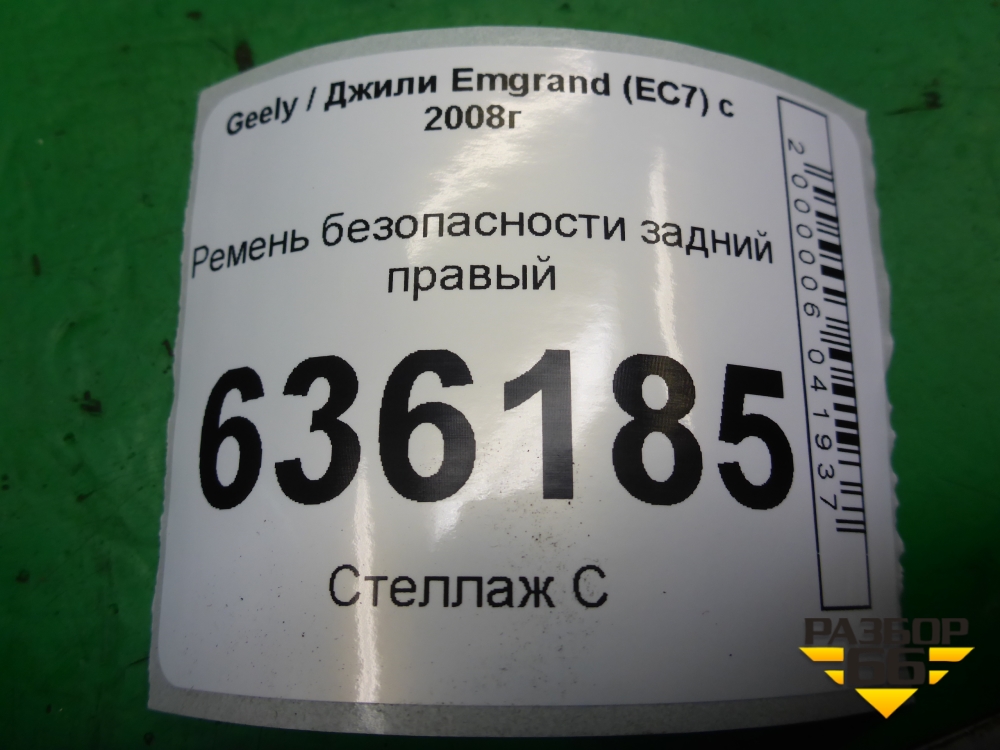 Geely / Джили Emgrand (EC7) с
2008г
Ремень безопасности задний
правый
636185
Стеллаж С
2000006041937
РАЗБОР
66